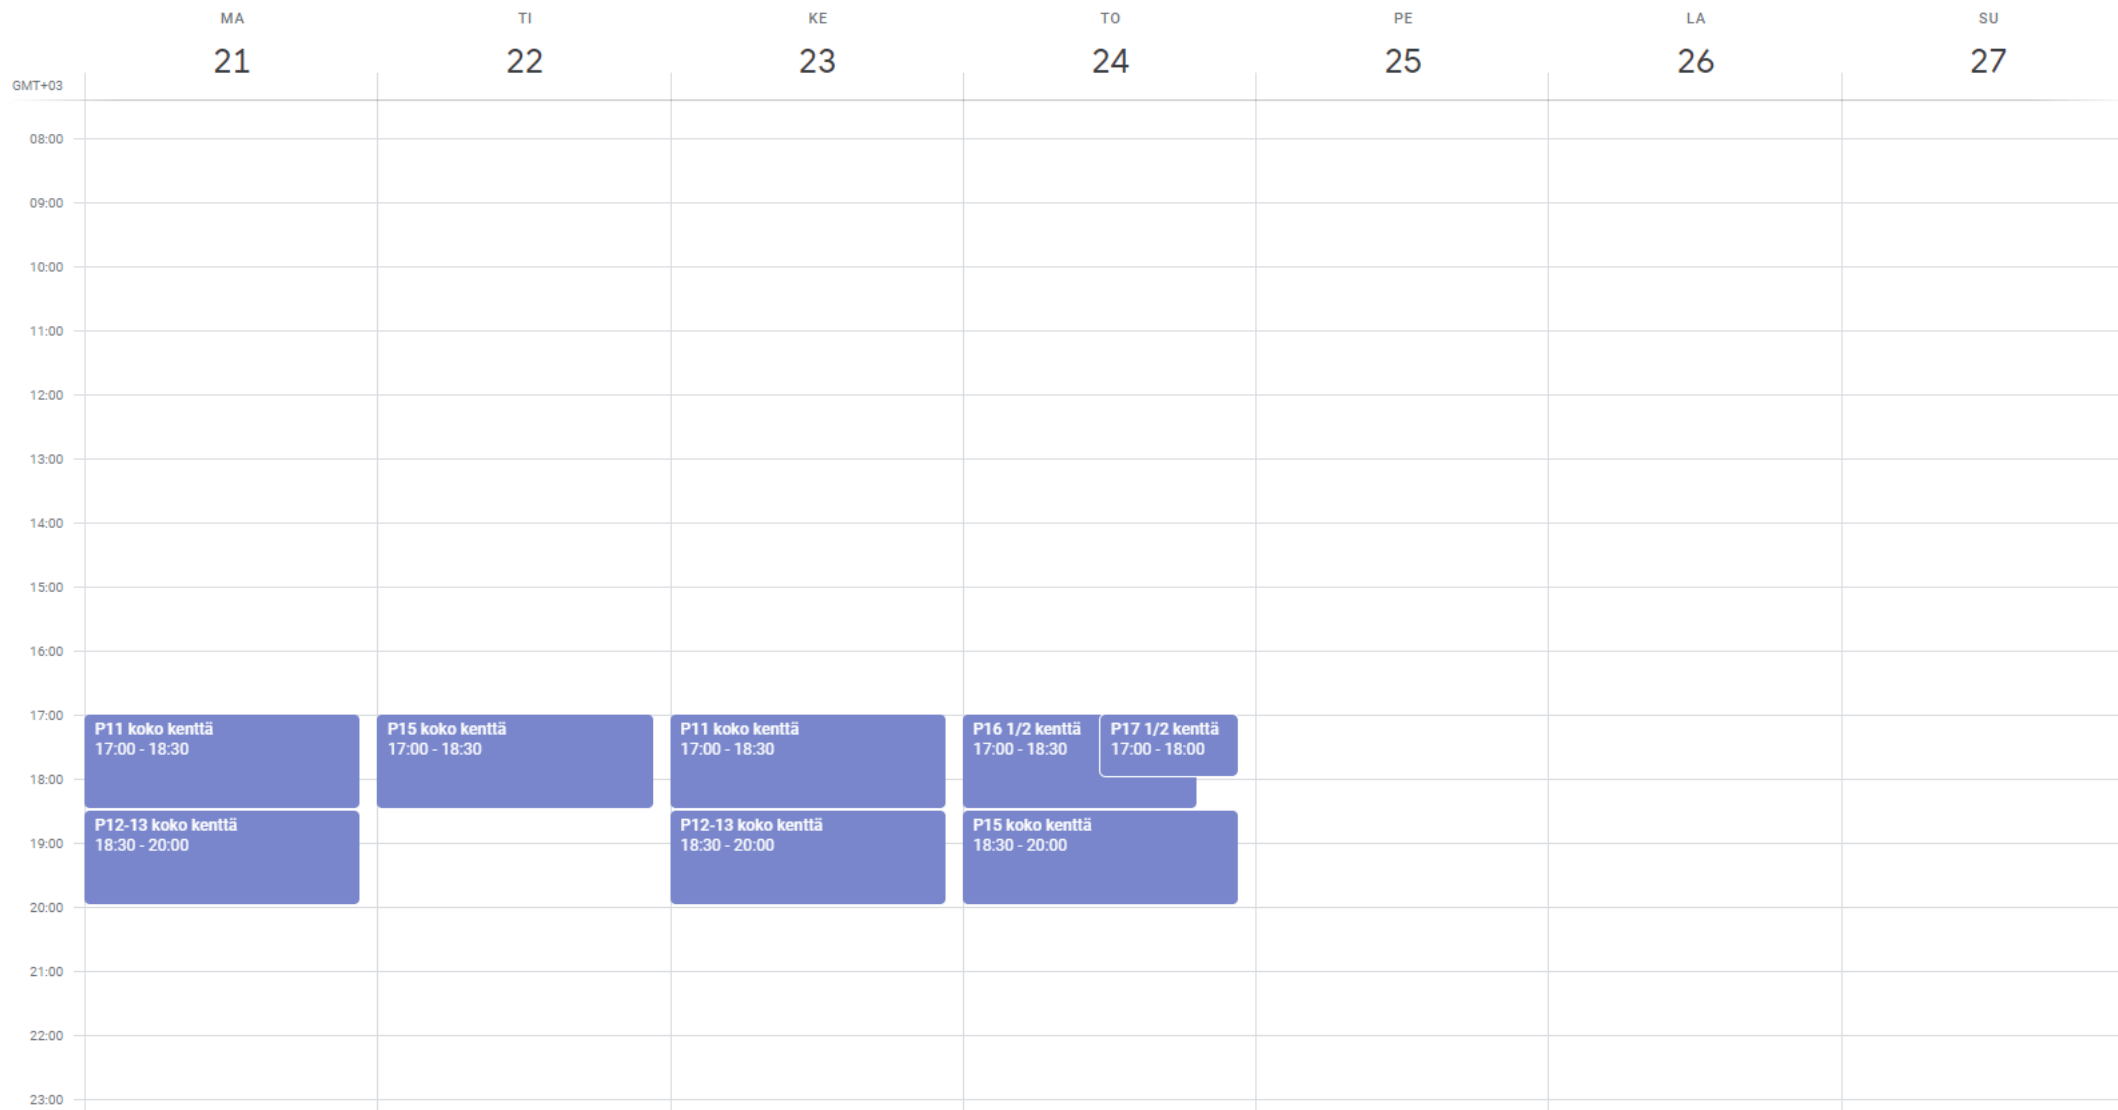 MA TI KE TO PE LA SU
21 22 23 24 25 26 27
GMT+03
08:00
09:00
10:00
11:00
12:00
13:00
14:00
15:00
16:00
17:00
P11 koko kenttä
17:00 - 18:30
P15 koko kenttä
17:00 - 18:30
P11 koko kenttä
17:00 - 18:30
P16 1/2 kenttä
17:00 - 18:30
P17 1/2 kenttä
17:00 - 18:00
18:00
P12-13 koko kenttä
18:30 - 20:00
P12-13 koko kenttä
18:30 - 20:00
P15 koko kenttä
18:30 - 20:00
19:00
20:00
21:00
22:00
23:00